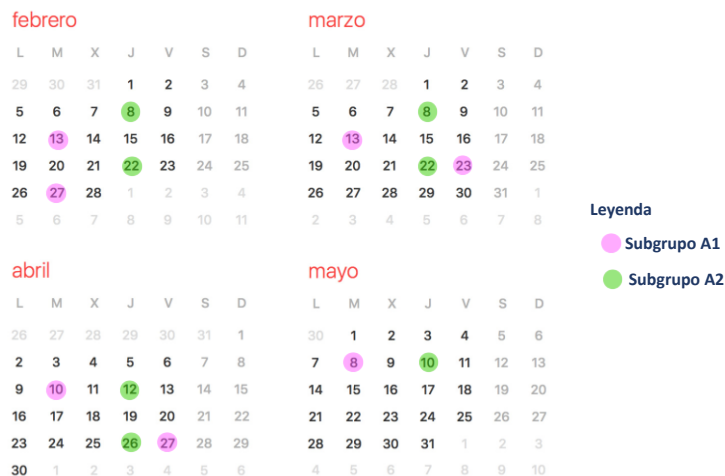 febrero
L M X J V S D
29 30 31 1 2 3 4
5 6 7 8 9 10 11
12 13 14 15 16 17 18
19 20 21 22 23 24 25
26 27 28 1 2 3 4
5 6 7 8 9 10 11
marzo
L M X J V S D
26 27 28 1 2 3 4
5 6 7 8 9 10 11
12 13 14 15 16 17 18
19 20 21 22 23 24 25
26 27 28 29 30 31 1
2 3 4 5 6 7 8
abril
L M X J V S D
26 27 28 29 30 31 1
2 3 4 5 6 7 8
9 10 11 12 13 14 15
16 17 18 19 20 21 22
23 24 25 26 27 28 29
30 1 2 3 4 5 6
mayo
L M X J V S D
30 1 2 3 4 5 6
7 8 9 10 11 12 13
14 15 16 17 18 19 20
21 22 23 24 25 26 27
28 29 30 31 1 2 3
4 5 6 7 8 9 10
Leyenda
Subgrupo A1
Subgrupo A2